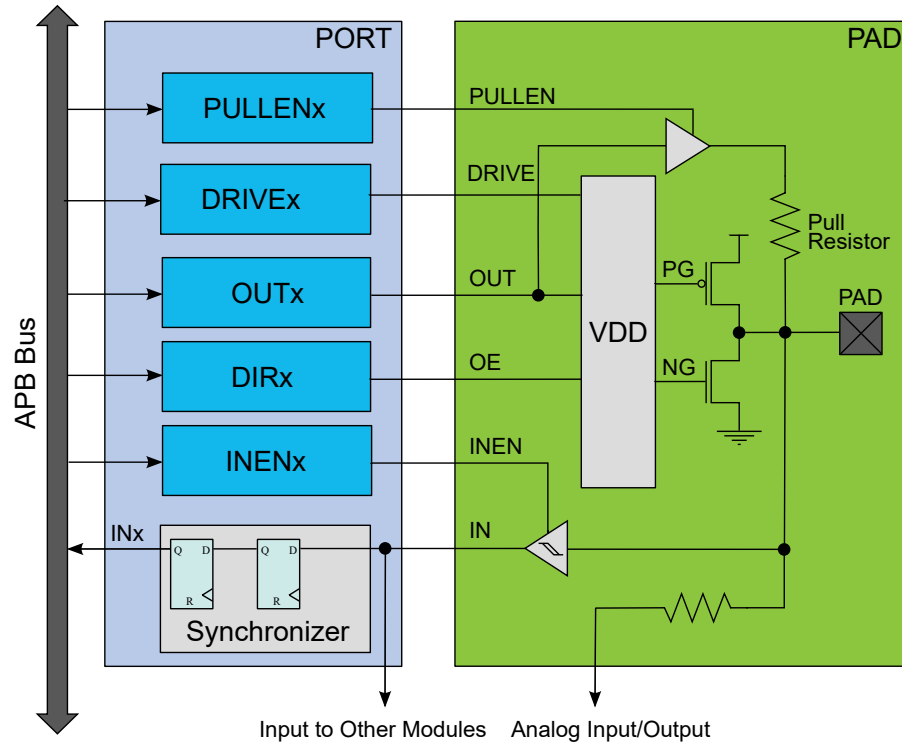 PORT
PAD
APB Bus
PULLENx
PULLEN
DRIVEx
DRIVE
Pull
Resistor
OUTx
OUT
PG
PAD
VDD
DIRx
OE
NG
INENx
INEN
INx
IN
Q D
Q D
R
R
Synchronizer
Input to Other Modules
Analog Input/Output